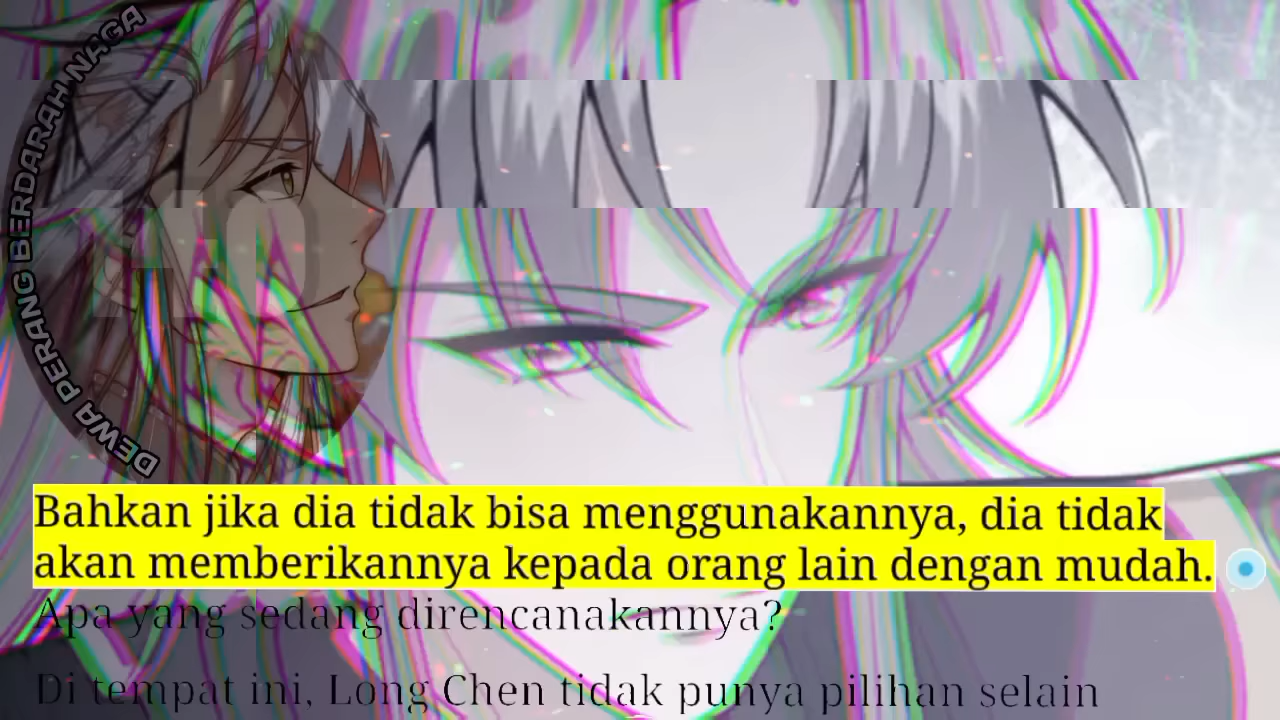 DEWA PERANG BERDARAH NAGA
Bahkan jika dia tidak bisa menggunakannya, dia tidak
akan memberikannya kepada orang lain dengan mudah.
Apa yang sedang direncanakannya?
Di tempat ini, Long Chen tidak punya pilihan selain